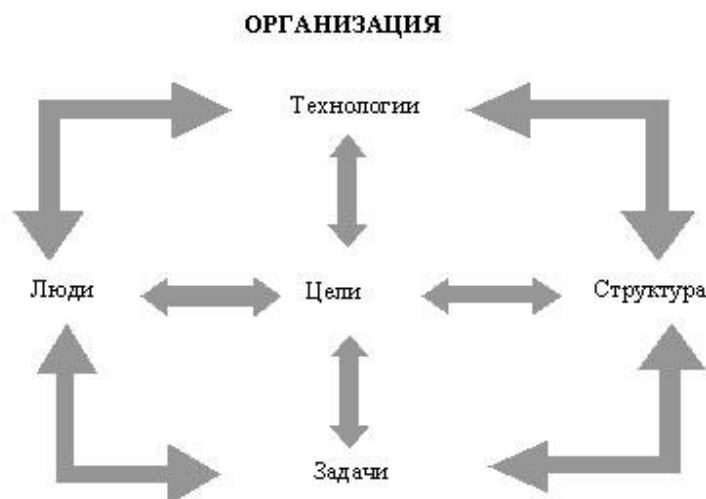 ОРГАНИЗАЦИЯ
Технологии
Люди
Цели
Структура
Задачи